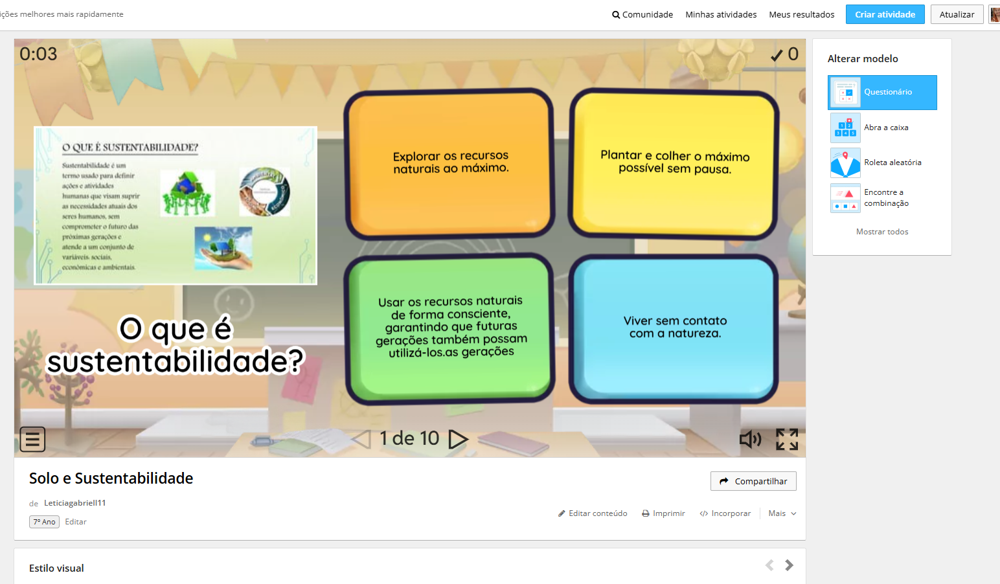 ições melhores mais rapidamente
Comunidade
Minhas atividades
Meus resultados
Criar atividade
Atualizar
0:03
0
O QUE É SUSTENTABILIDADE?
Sustentabilidade é um
termo usado para definir
ações e atividades
humanas que visam suprir
as necessidades atuais dos
seres humanos, sem
comprometer o futuro das
próximas gerações e
atende a um conjunto de
variáveis: sociais,
econômicas e ambientais.
O que é
sustentabilidade?
Explorar os recursos
naturais ao máximo.
Plantar e colher o máximo
possível sem pausa.
Usar os recursos naturais
de forma consciente,
garantindo que futuras
gerações também possam
utilizá-los.as gerações
Viver sem contato
com a natureza.
1 de 10
Alterar modelo
Questionário
Abra a caixa
Roleta aleatória
Encontre a
combinação
Mostrar todos
Solo e Sustentabilidade
Compartilhar
de Leticiagabriell11
7º Ano Editar
Editar conteúdo
Imprimir
Incorporar
Mais
Estilo visual